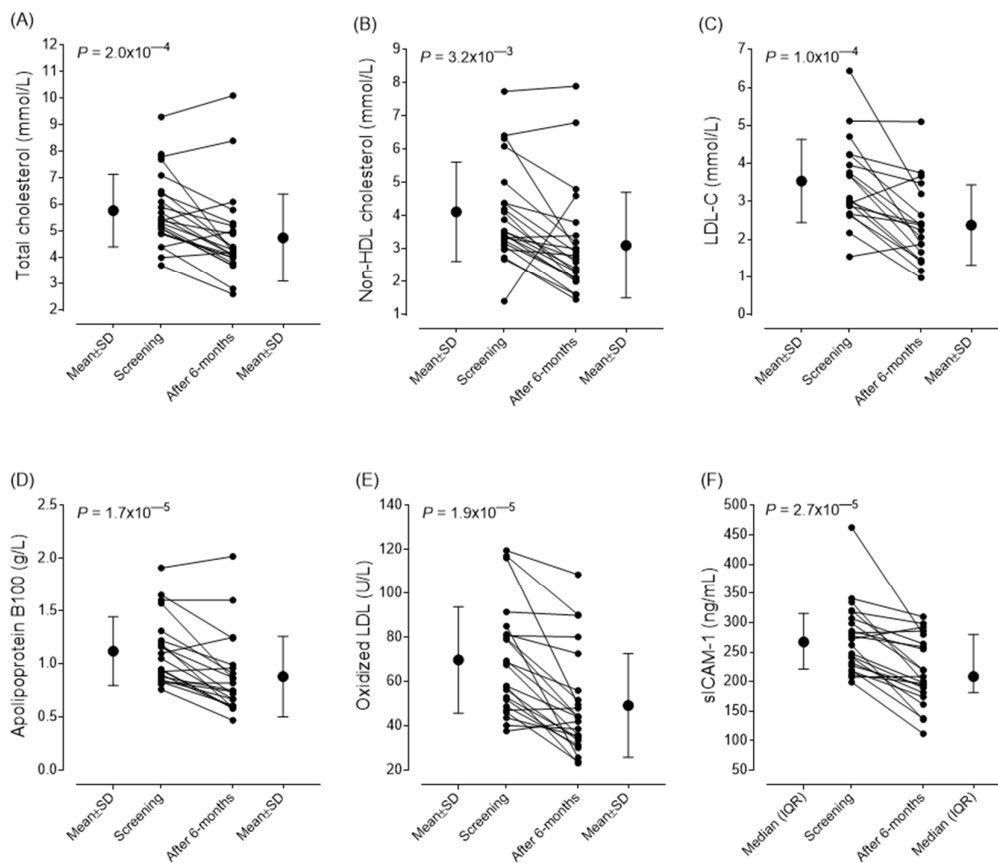 (A)
P = 2.0x10—4
Total cholesterol (mmol/L)
12
11
10
9
8
7
6
5
4
3
2
Mean±SD
Screening
After 6-months
Mean±SD
(B)
P = 3.2x10—3
Non-HDL cholesterol (mmol/L)
9
8
7
6
5
4
3
2
1
Mean±SD
Screening
After 6-months
Mean±SD
(C)
P = 1.0x10—4
LDL-C (mmol/L)
7
6
5
4
3
2
1
0
Mean±SD
Screening
After 6-months
Mean±SD
(D)
P = 1.7x10—5
Apolipoprotein B100 (g/L)
2.5
2.0
1.5
1.0
0.5
0.0
Mean±SD
Screening
After 6-months
Mean±SD
(E)
P = 1.9x10—5
Oxidized LDL (U/L)
140
120
100
80
60
40
20
Mean±SD
Screening
After 6-months
Mean±SD
(F)
P = 2.7x10—5
sICAM-1 (ng/mL)
500
450
400
350
300
250
200
150
100
50
Median (IQR)
Screening
After 6-months
Median (IQR)